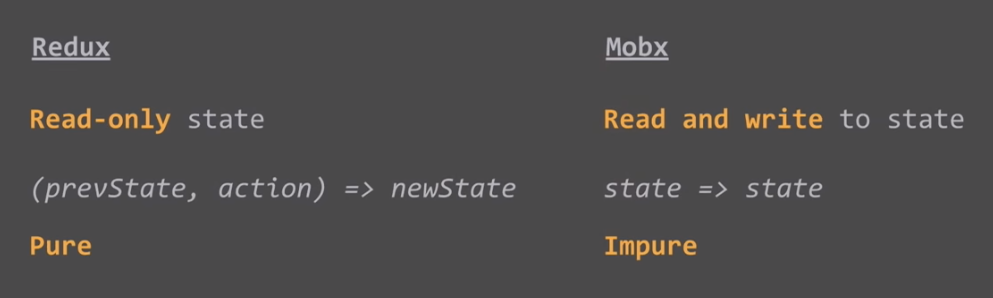 Redux
Read-only state
(prevState, action) => newState
Pure
Mobx
Read and write to state
state => state
Impure